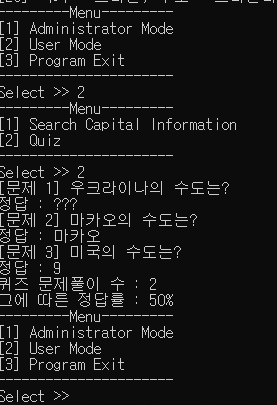 ---------Menu---------
[1] Administrator Mode
[2] User Mode
[3] Program Exit
----------------------
Select >> 2
---------Menu---------
[1] Search Capital Information
[2] Quiz
----------------------
Select >> 2
[문제 1] 우크라이나의 수도는?
정답 : ???
[문제 2] 마카오의 수도는?
정답 : 마카오
[문제 3] 미국의 수도는?
정답 : 9
퀴즈 문제풀이 수 : 2
그에 따른 정답률 : 50%
---------Menu---------
[1] Administrator Mode
[2] User Mode
[3] Program Exit
----------------------
Select >>